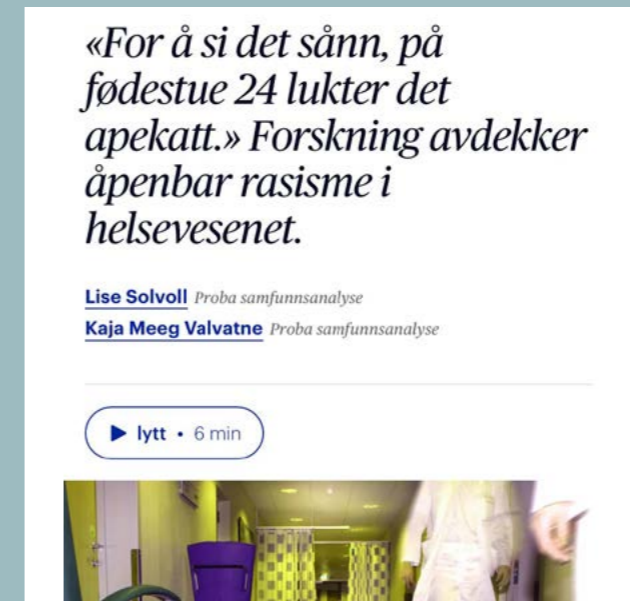 «For å si det sånn, på
fødestue 24 lukter det
apekatt.» Forskning avdekker
åpenbar rasisme i
helsevesenet.
Lise Solvoll Proba samfunnsanalyse
Kaja Meeg Valvatne Proba samfunnsanalyse
lytt • 6 min